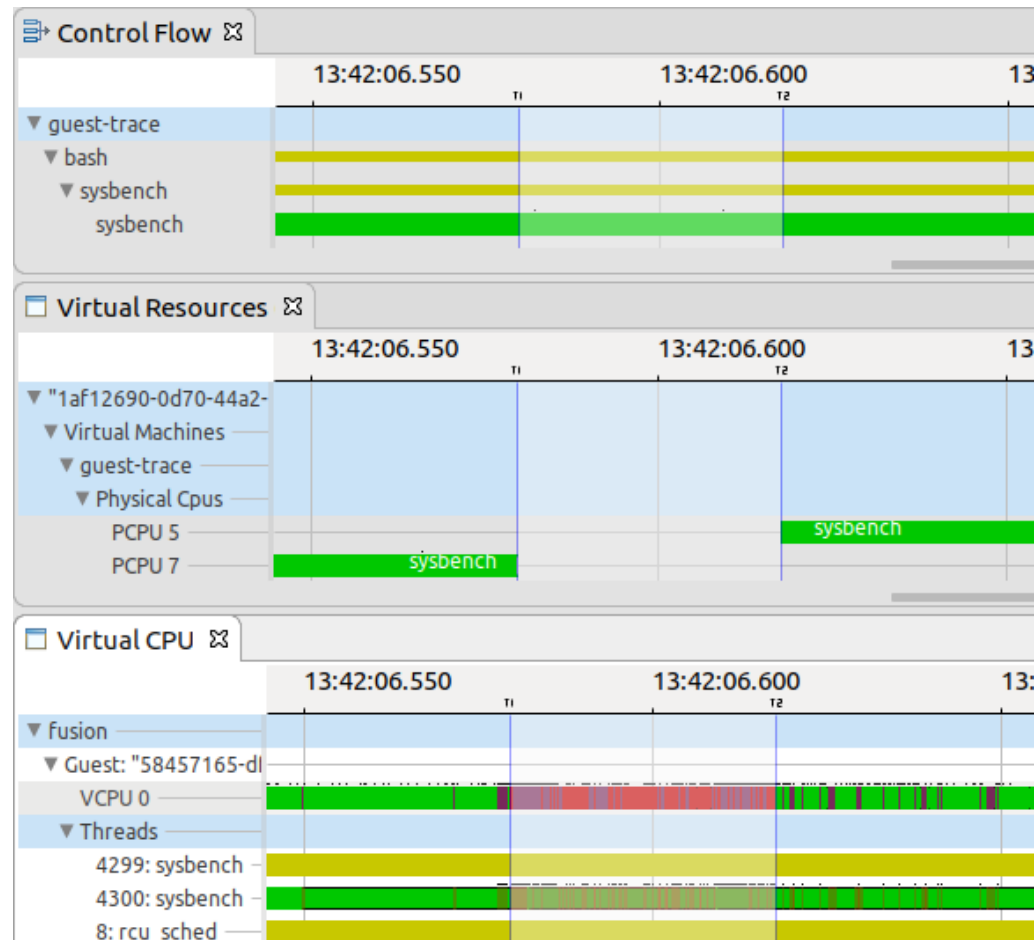 Control Flow
13:42:06.550 13:42:06.600 13
T1 T2
guest-trace
bash
sysbench
sysbench
Virtual Resources
13:42:06.550 13:42:06.600 13
T1 T2
"1af12690-0d70-44a2-
Virtual Machines
guest-trace
Physical Cpus
PCPU 5 sysbench
PCPU 7 sysbench
Virtual CPU
13:42:06.550 13:42:06.600 13:
T1 T2
fusion
Guest: "58457165-df
VCPU 0
Threads
4299: sysbench
4300: sysbench
8: rcu_sched